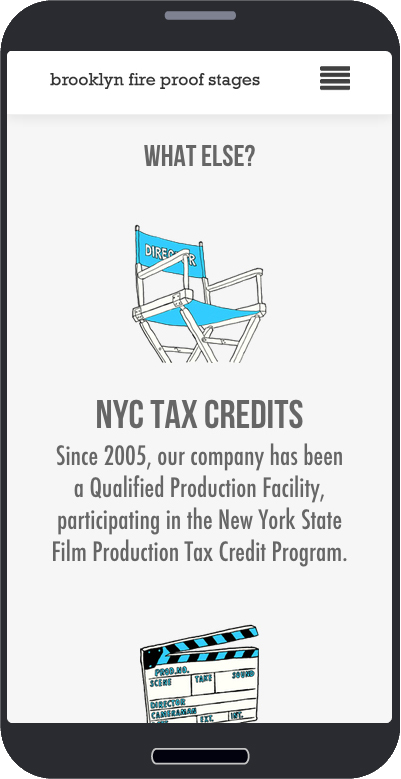 brooklyn fire proof stages
WHAT ELSE?
NYC TAX CREDITS
Since 2005, our company has been
a Qualified Production Facility,
participating in the New York State
Film Production Tax Credit Program.
PROD.NO.
SCENE TAKE SOUND
DIRECTOR
CAMERAMAN
EXT. INT.